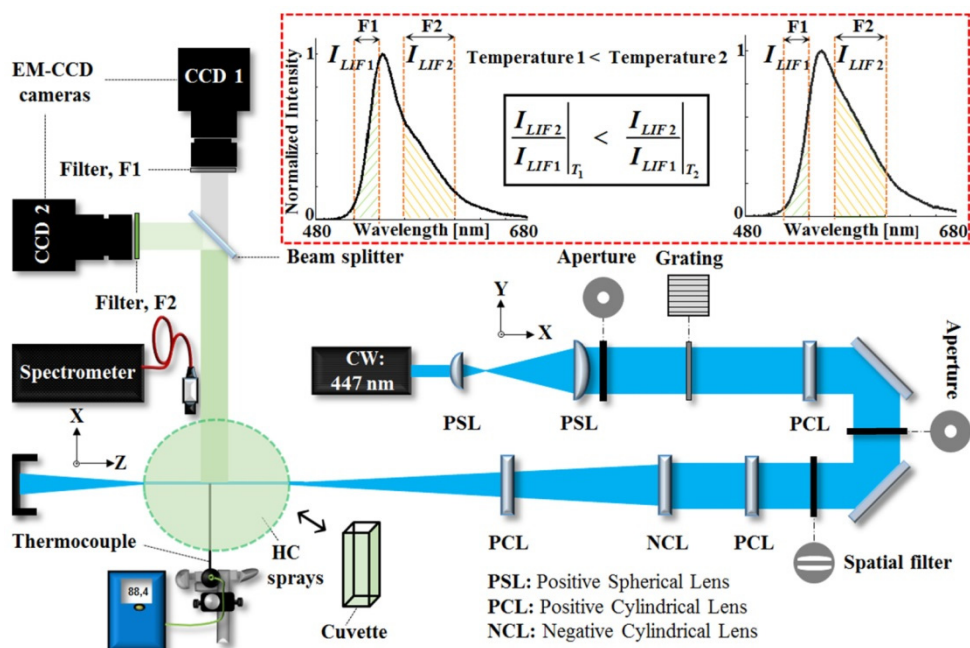 EM-CCD
cameras
CCD 1
Filter, F1
CCD 2
Filter, F2
Beam splitter
Spectrometer
X
Z
Thermocouple
88,4
HC
sprays
Cuvette
Normalized Intensity
1
0
F1
F2
I_LIF1
I_LIF2
480
Wavelength [nm]
680
Temperature 1 < Temperature 2
I_LIF2 / I_LIF1 |T1 < I_LIF2 / I_LIF1 |T2
F1
F2
I_LIF1
I_LIF2
1
0
480
Wavelength [nm]
680
Y
X
Aperture
Grating
Aperture
CW:
447 nm
PSL
PSL
PCL
PCL
NCL
PCL
Spatial filter
PSL: Positive Spherical Lens
PCL: Positive Cylindrical Lens
NCL: Negative Cylindrical Lens